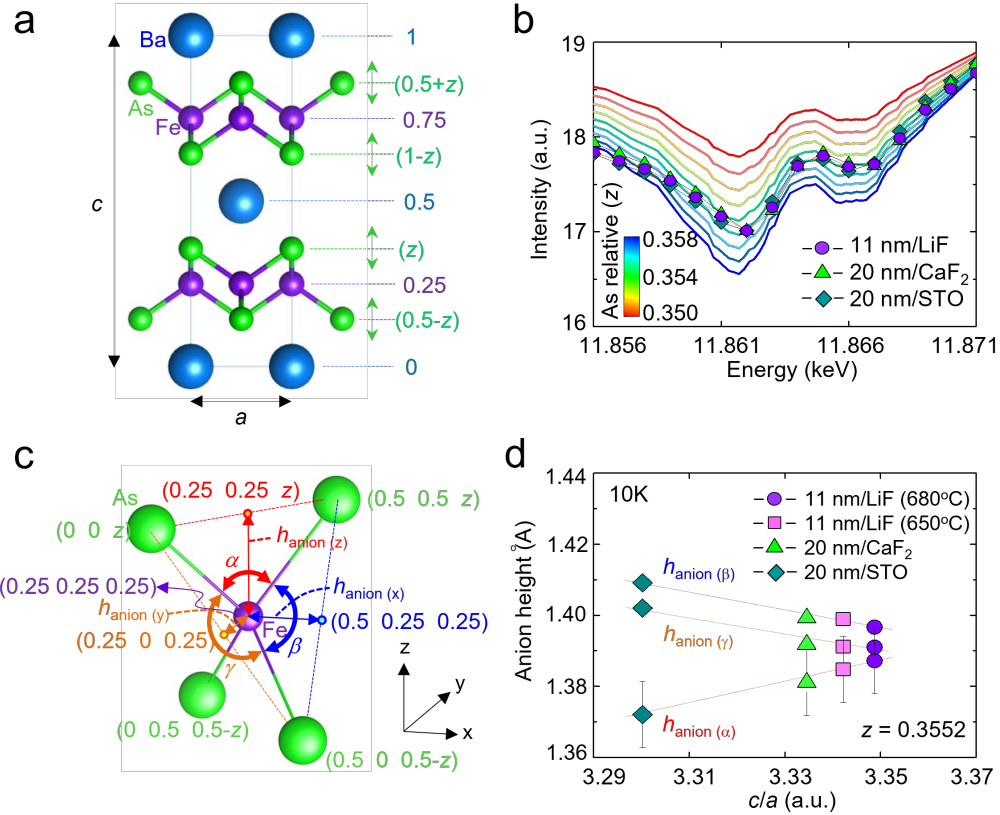 a
Ba
1
(0.5+z)
As
Fe
0.75
(1-z)
c
0.5
(z)
0.25
(0.5-z)
0
a
b
19
18
17
16
Intensity (a.u.)
As relative (z)
0.358
0.354
0.350
11 nm/LiF
20 nm/CaF₂
20 nm/STO
11.856 11.861 11.866 11.871
Energy (keV)
c
As
(0.25 0.25 z)
(0.5 0.5 z)
(0 0 z)
h anion (z)
α
(0.25 0.25 0.25)
h anion (x)
h anion (y)
Fe
(0.5 0.25 0.25)
(0.25 0 0.25)
β
γ
z
y
x
(0 0.5 0.5-z)
(0.5 0 0.5-z)
d
1.44
1.42
1.40
1.38
1.36
Anion height (Å)
10K
11 nm/LiF (680°C)
11 nm/LiF (650°C)
20 nm/CaF₂
20 nm/STO
h anion (β)
h anion (γ)
h anion (α)
z = 0.3552
3.29 3.31 3.33 3.35 3.37
c/a (a.u.)